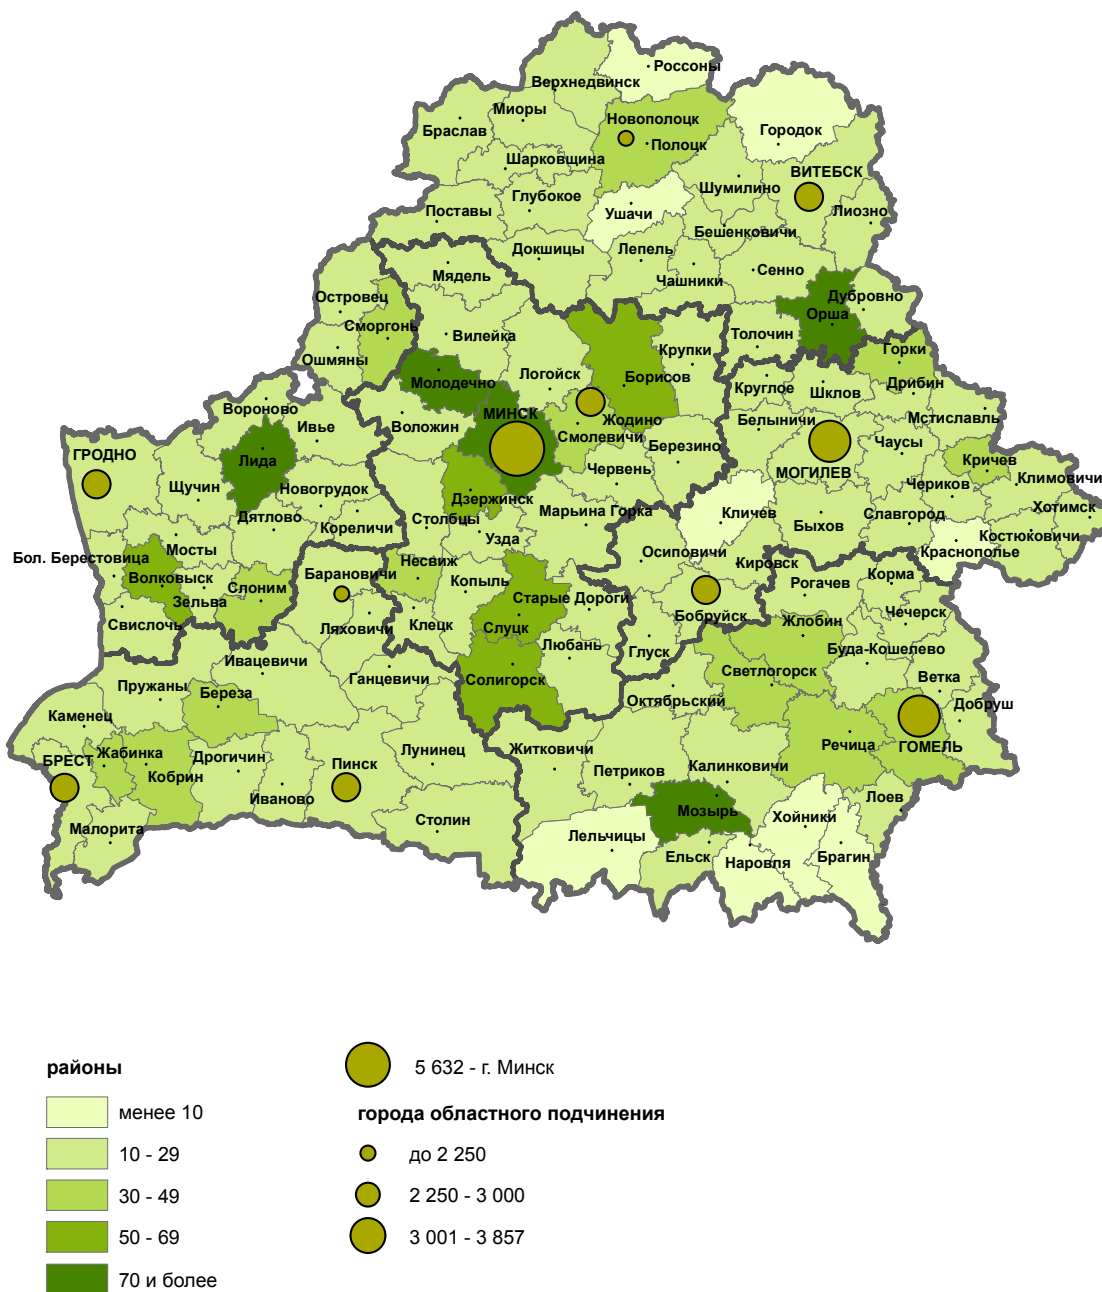 Россоны
Верхнедвинск
Миоры
Браслав
Новополоцк
Полоцк
Городок
Шарковщина
ВИТЕБСК
Шумилино
Глубокое
Поставы
Ушачи
Лиозно
Бешенковичи
Докшицы
Лепель
Чашники
Сенно
Мядель
Островец
Дубровно
Орша
Сморгонь
Вилейка
Толочин
Ошмяны
Крупки
Горки
Логойск
Борисов
Молодечно
Круглое
Шклов
Дрибин
Вороново
Ивье
МИНСК
Воложин
Жодино
Смолевичи
Белыничи
Мстиславль
Чаусы
Березино
ГРОДНО
Лида
Червень
МОГИЛЕВ
Кричев
Климовичи
Щучин
Новогрудок
Дзержинск
Чериков
Дятлово
Кореличи
Столбцы
Марьина Горка
Кличев
Быхов
Славгород
Хотимск
Узда
Костюковичи
Мосты
Бол. Берестовица
Осиповичи
Краснополье
Несвиж
Кировск
Волковыск
Барановичи
Копыль
Рогачев
Корма
Слоним
Зельва
Старые Дороги
Бобруйск
Чечерск
Свислочь
Ляховичи
Клецк
Слуцк
Жлобин
Любань
Глуск
Буда-Кошелево
Ивацевичи
Ганцевичи
Солигорск
Светлогорск
Ветка
Пружаны
Береза
Октябрьский
Добруш
Каменец
Лунинец
Житковичи
Речица
ГОМЕЛЬ
БРЕСТ
Жабинка
Кобрин
Дрогичин
Пинск
Петриков
Калинковичи
Иваново
Лоев
Малорита
Столин
Мозырь
Хойники
Лельчицы
Ельск
Наровля
Брагин
районы
менее 10
10 - 29
30 - 49
50 - 69
70 и более
5 632 - г. Минск
города областного подчинения
до 2 250
2 250 - 3 000
3 001 - 3 857